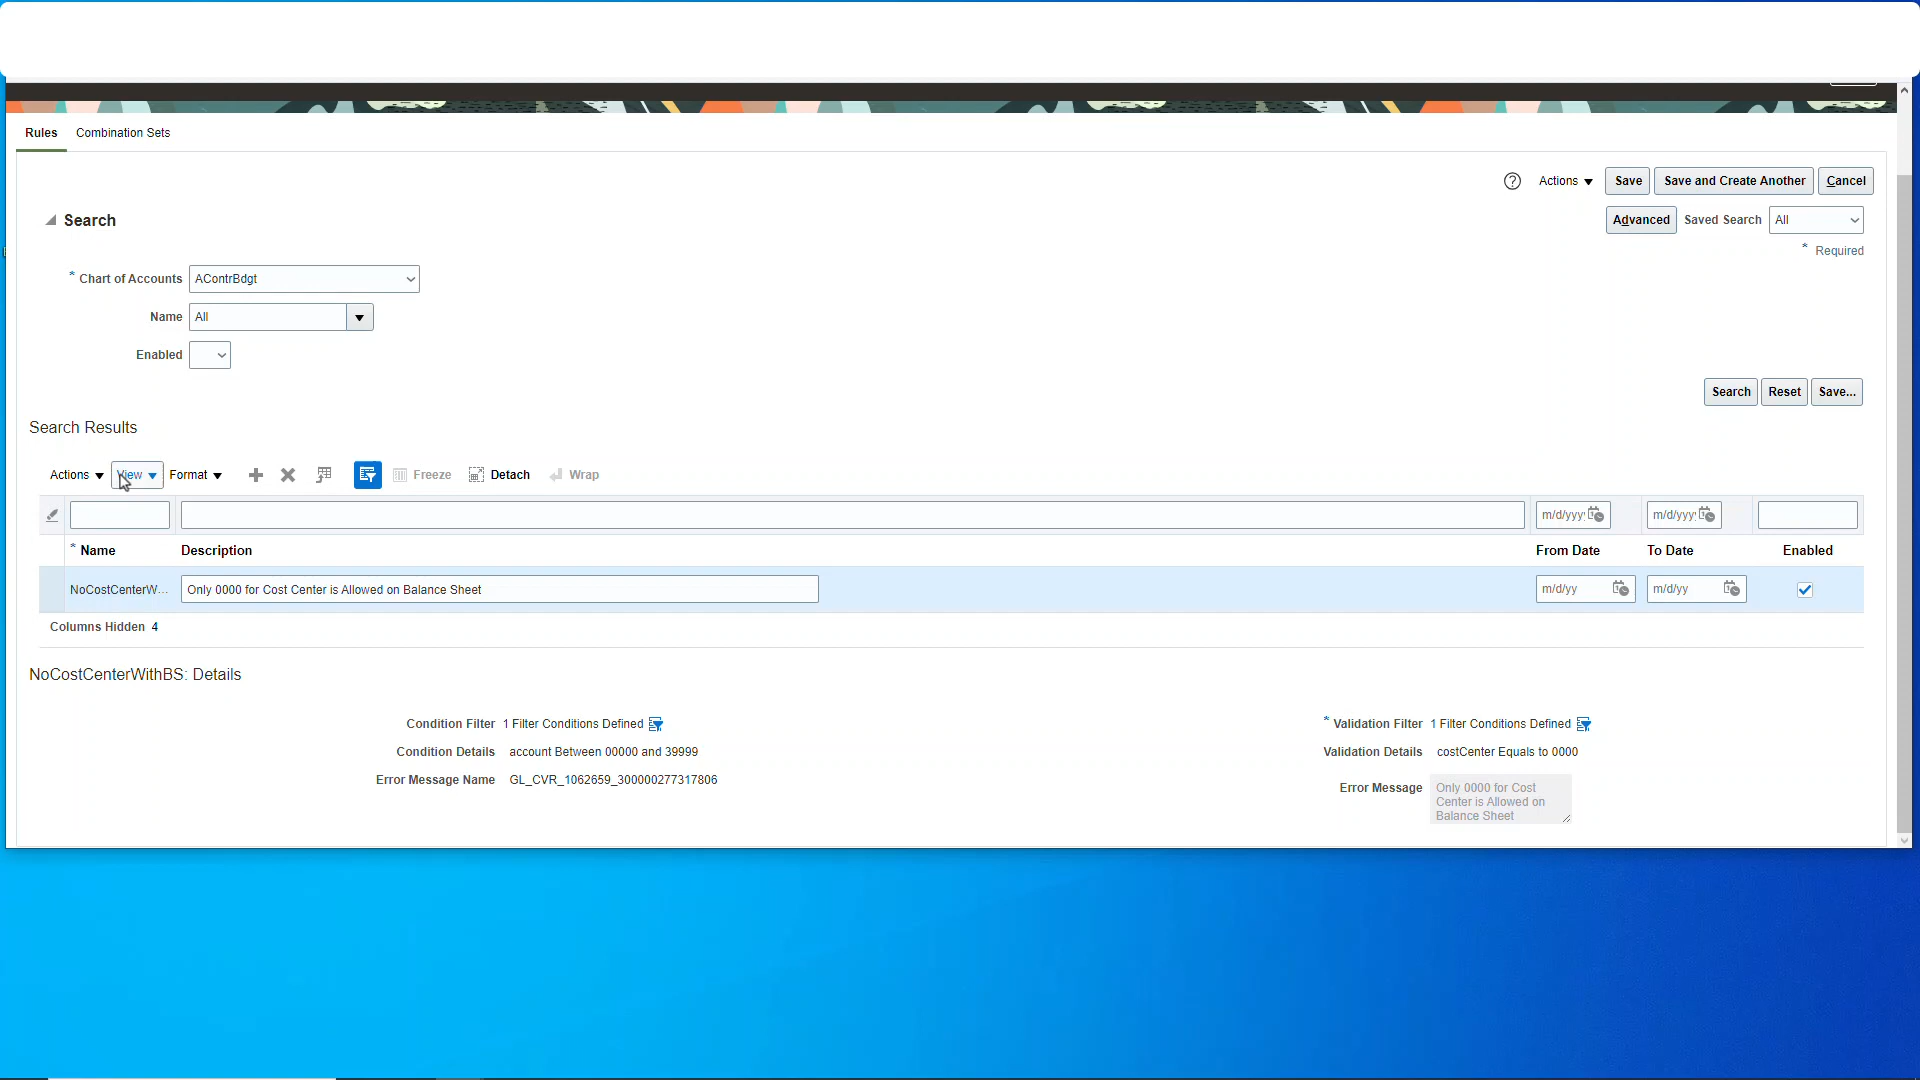 Rules Combination Sets
Actions Save Save and Create Another Cancel
Search
Advanced Saved Search All
* Required
* Chart of Accounts AContrBdgt
Name All
Enabled
Search Reset Save...
Search Results
Actions View Format Freeze Detach Wrap
m/d/yyyy m/d/yyyy
* Name Description From Date To Date Enabled
NoCostCenterW... Only 0000 for Cost Center is Allowed on Balance Sheet m/d/yy m/d/yy
Columns Hidden 4
NoCostCenterWithBS: Details
Condition Filter 1 Filter Conditions Defined
Condition Details account Between 00000 and 39999
Error Message Name GL_CVR_1062659_300000277317806
* Validation Filter 1 Filter Conditions Defined
Validation Details costCenter Equals to 0000
Error Message Only 0000 for Cost
Center is Allowed on
Balance Sheet